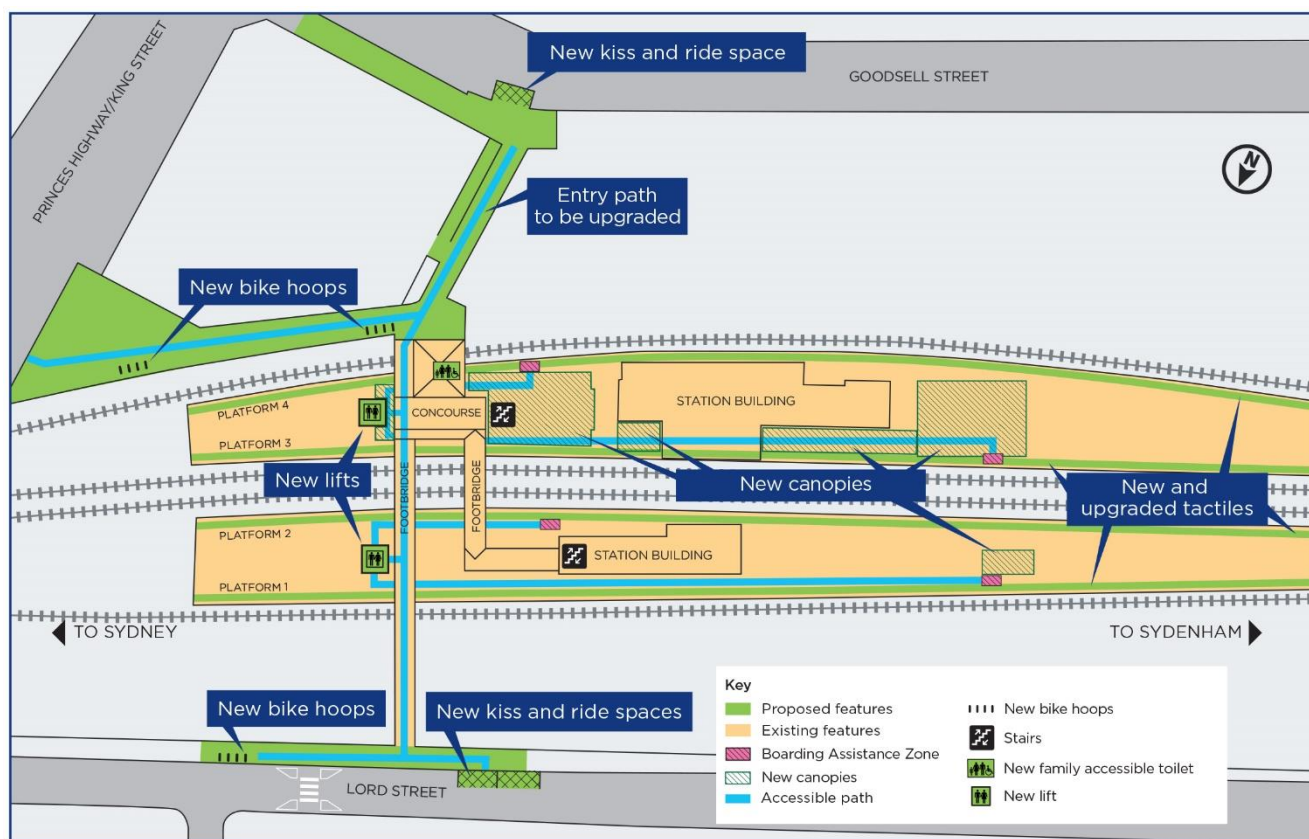 New kiss and ride space
GOODSELL STREET
PRINCES HIGHWAY/KING STREET
N
Entry path
to be upgraded
New bike hoops
PLATFORM 4
CONCOURSE
STATION BUILDING
PLATFORM 3
New lifts
FOOTBRIDGE
FOOTBRIDGE
New canopies
New and
upgraded tactiles
PLATFORM 2
STATION BUILDING
PLATFORM 1
TO SYDNEY
TO SYDENHAM
New bike hoops
New kiss and ride spaces
LORD STREET
Key
Proposed features
Existing features
Boarding Assistance Zone
New canopies
Accessible path
New bike hoops
Stairs
New family accessible toilet
New lift